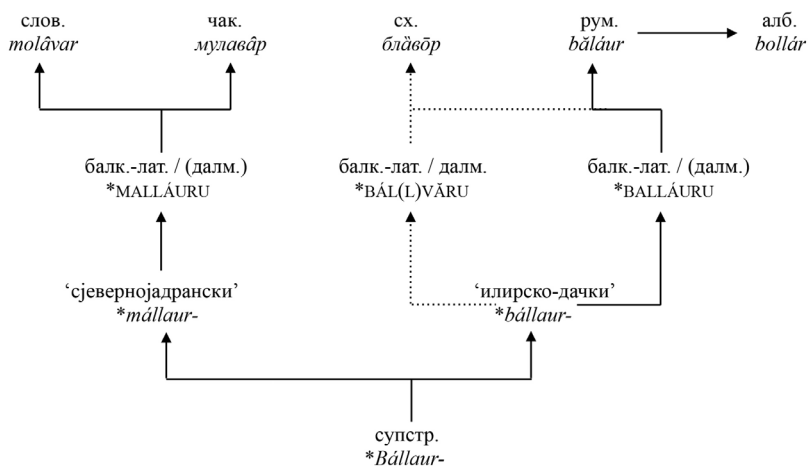 слов. чак. сх. рум. алб.
molâvar мулава̑р бла̏во̄р băláur bollár
балк.-лат. / (далм.) балк.-лат. / далм. балк.-лат. / (далм.)
*MALLÁURU *BÁL(L)VĂRU *BALLÁURU
‘сјевернојадрански’ ‘илирско-дачки’
*mállaur- *bállaur-
супстр.
*Bállaur-